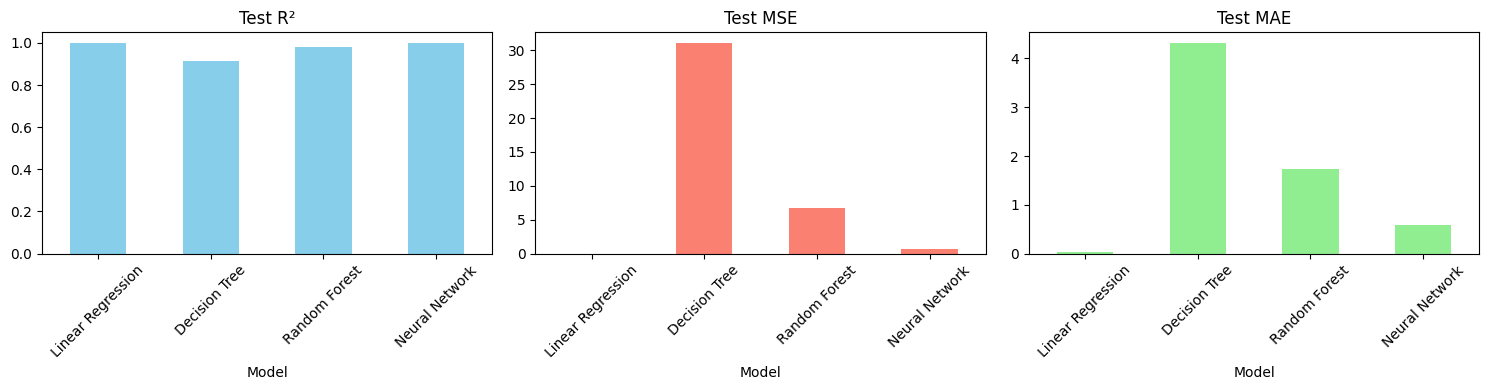 Test R²
1.0
0.8
0.6
0.4
0.2
0.0
Linear Regression
Decision Tree
Random Forest
Neural Network
Model
Test MSE
30
25
20
15
10
5
0
Linear Regression
Decision Tree
Random Forest
Neural Network
Model
Test MAE
4
3
2
1
0
Linear Regression
Decision Tree
Random Forest
Neural Network
Model